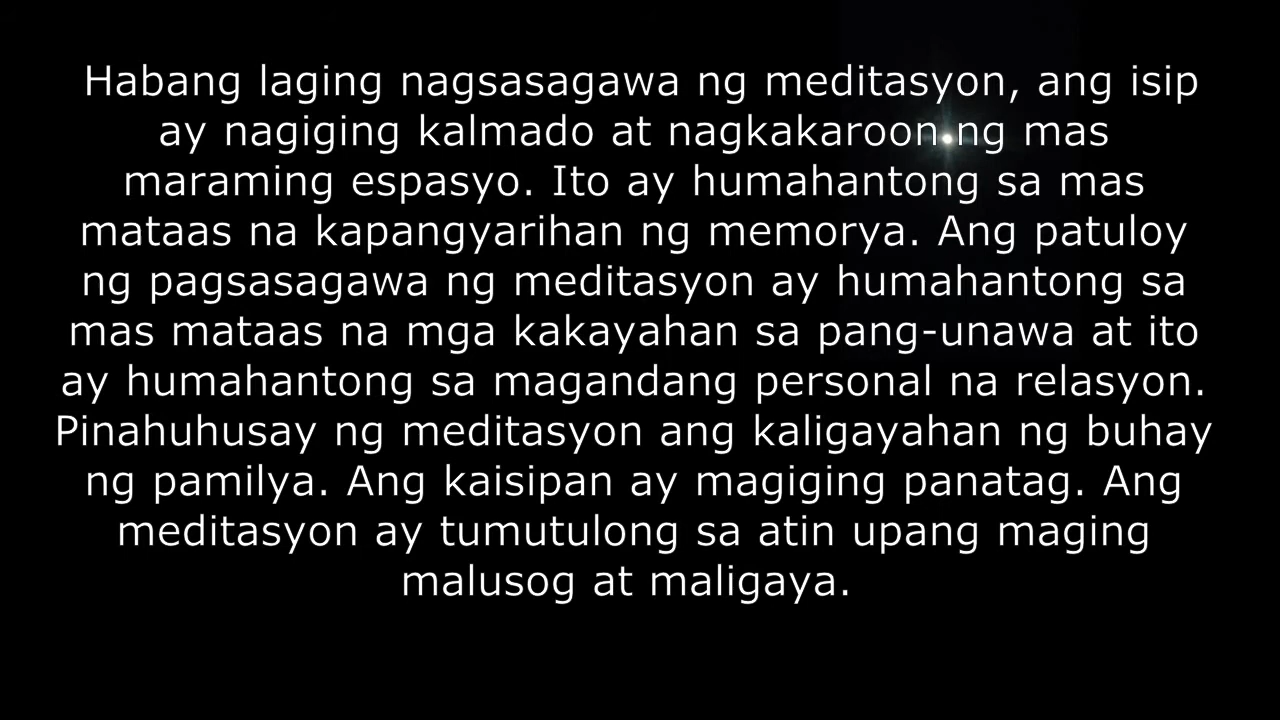 Habang laging nagsasagawa ng meditasyon, ang isip
ay nagiging kalmado at nagkakaroon ng mas
maraming espasyo. Ito ay humahantong sa mas
mataas na kapangyarihan ng memorya. Ang patuloy
ng pagsasagawa ng meditasyon ay humahantong sa
mas mataas na mga kakayahan sa pang-unawa at ito
ay humahantong sa magandang personal na relasyon.
Pinahuhusay ng meditasyon ang kaligayahan ng buhay
ng pamilya. Ang kaisipan ay magiging panatag. Ang
meditasyon ay tumutulong sa atin upang maging
malusog at maligaya.